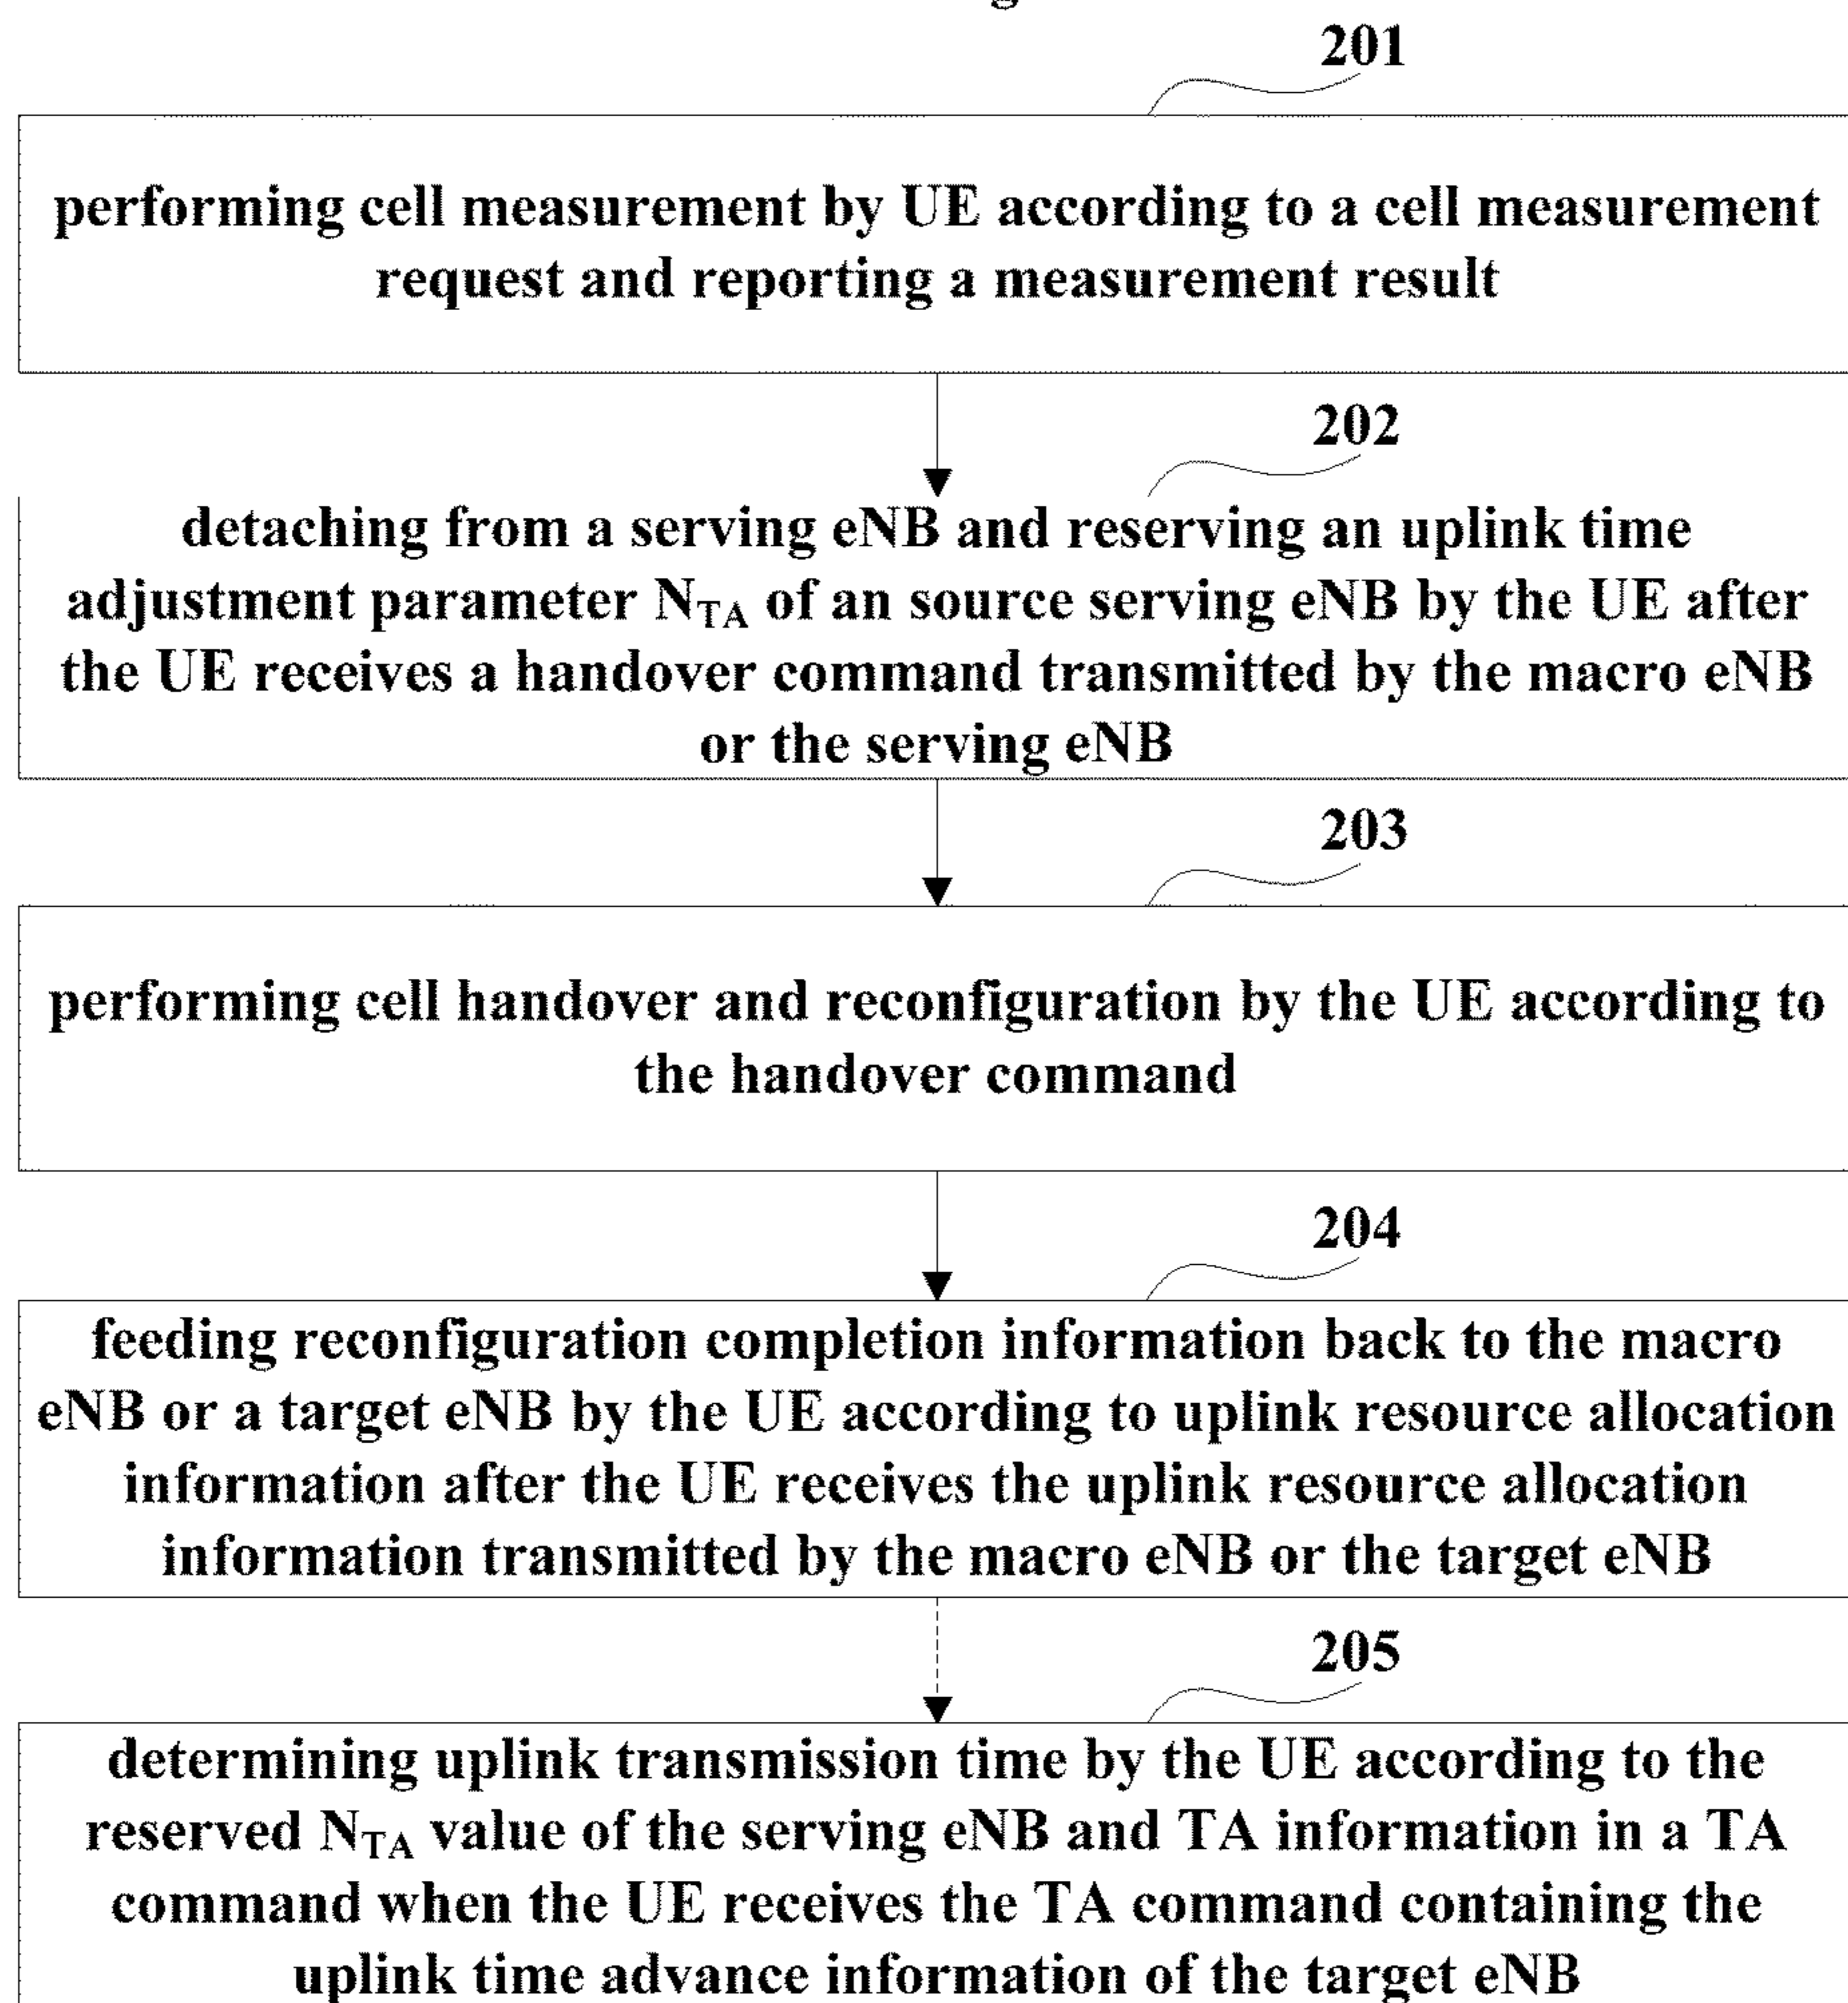 201
performing cell measurement by UE according to a cell measurement
request and reporting a measurement result
202
detaching from a serving eNB and reserving an uplink time
adjustment parameter NTA of an source serving eNB by the UE after
the UE receives a handover command transmitted by the macro eNB
or the serving eNB
203
performing cell handover and reconfiguration by the UE according to
the handover command
204
feeding reconfiguration completion information back to the macro
eNB or a target eNB by the UE according to uplink resource allocation
information after the UE receives the uplink resource allocation
information transmitted by the macro eNB or the target eNB
205
determining uplink transmission time by the UE according to the
reserved NTA value of the serving eNB and TA information in a TA
command when the UE receives the TA command containing the
uplink time advance information of the target eNB